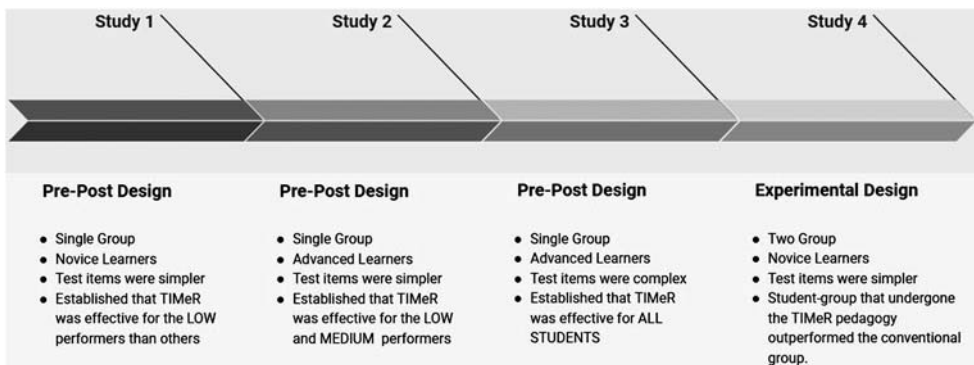 Study 1
Study 2
Study 3
Study 4
Pre-Post Design
● Single Group
● Novice Learners
● Test items were simpler
● Established that TIMeR
was effective for the LOW
performers than others
Pre-Post Design
● Single Group
● Advanced Learners
● Test items were simpler
● Established that TIMeR
was effective for the LOW
and MEDIUM performers
Pre-Post Design
● Single Group
● Advanced Learners
● Test items were complex
● Established that TIMeR
was effective for ALL
STUDENTS
Experimental Design
● Two Group
● Novice Learners
● Test items were simpler
● Student-group that undergone
the TIMeR pedagogy
outperformed the conventional
group.